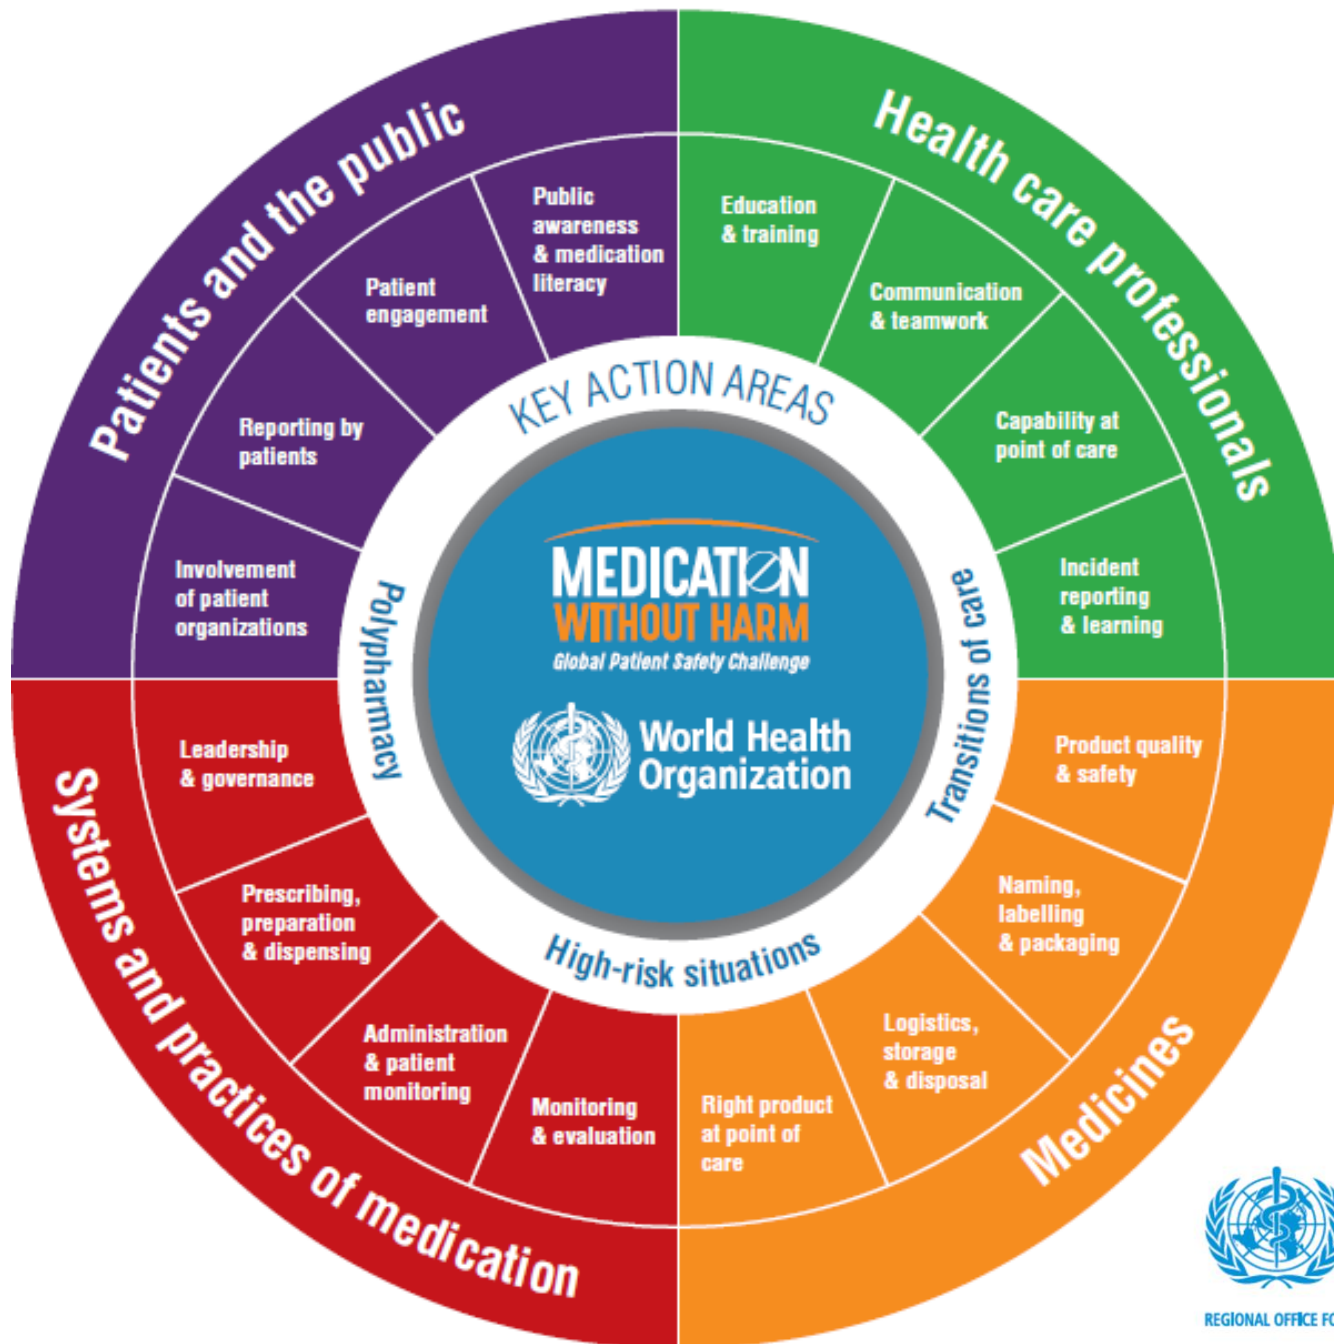 Patients and the public
Public
awareness
& medication
literacy
Patient
engagement
Reporting by
patients
Involvement
of patient
organizations
Health care professionals
Education
& training
Communication
& teamwork
Capability at
point of care
Incident
reporting
& learning
KEY ACTION AREAS
Polypharmacy
Transitions of care
High-risk situations
MEDICATION
WITHOUT HARM
Global Patient Safety Challenge
World Health
Organization
Systems and practices of medication
Leadership
& governance
Prescribing,
preparation
& dispensing
Administration
& patient
monitoring
Monitoring
& evaluation
Medicines
Product quality
& safety
Naming,
labelling
& packaging
Logistics,
storage
& disposal
Right product
at point of
care
REGIONAL OFFICE FO